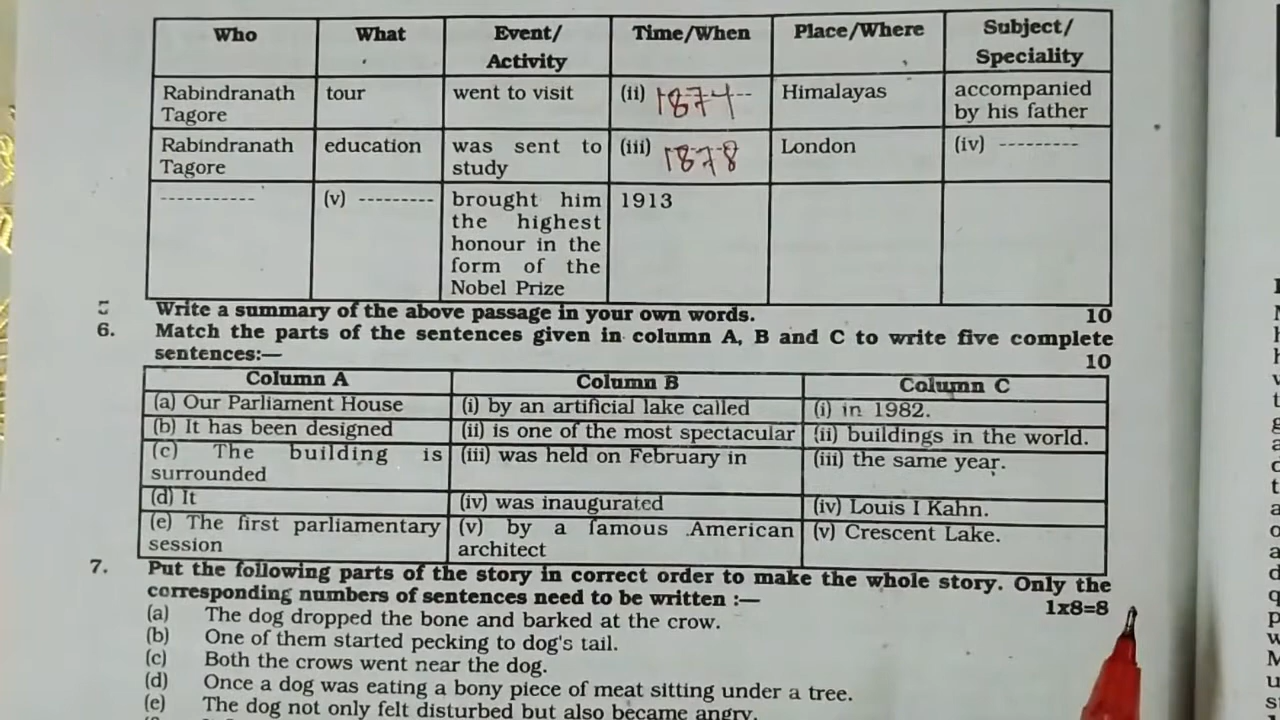 Who What Event/ Activity Time/When Place/Where Subject/ Speciality
Rabindranath Tagore tour went to visit (ii) 1874 Himalayas accompanied by his father
Rabindranath Tagore education was sent to study (iii) 1878 London (iv) ---------
----------- (v) --------- brought him the highest honour in the form of the Nobel Prize 1913
Write a summary of the above passage in your own words. 10
6. Match the parts of the sentences given in column A, B and C to write five complete
sentences:— 10
Column A Column B Column C
(a) Our Parliament House (i) by an artificial lake called (i) in 1982.
(b) It has been designed (ii) is one of the most spectacular (ii) buildings in the world.
(c) The building is surrounded (iii) was held on February in (iii) the same year.
(d) It (iv) was inaugurated (iv) Louis I Kahn.
(e) The first parliamentary session (v) by a famous American architect (v) Crescent Lake.
7. Put the following parts of the story in correct order to make the whole story. Only the
corresponding numbers of sentences need to be written :— 1x8=8
(a) The dog dropped the bone and barked at the crow.
(b) One of them started pecking to dog's tail.
(c) Both the crows went near the dog.
(d) Once a dog was eating a bony piece of meat sitting under a tree.
(e) The dog not only felt disturbed but also became angry.